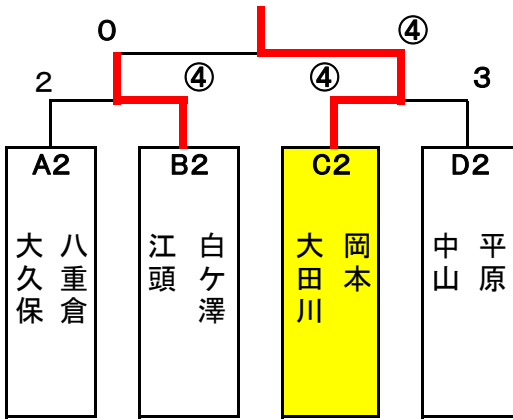 0 ④
2 ④ ④ 3
A2 B2 C2 D2
八重倉
大久保
白ケ澤
江頭
岡本
大田川
平原
中山